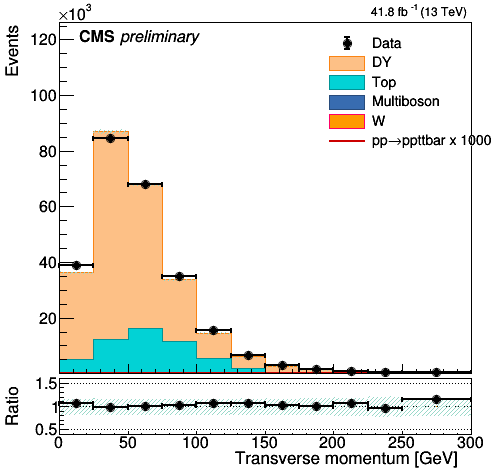 ×10³
41.8 fb⁻¹ (13 TeV)
CMS preliminary
Events
120
100
80
60
40
20
Data
DY
Top
Multiboson
W
pp→ppttbar x 1000
Ratio
1.5
1
0.5
0 50 100 150 200 250 300
Transverse momentum [GeV]